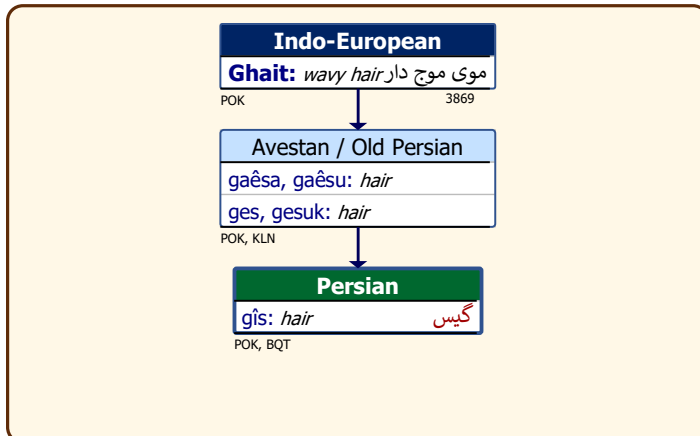 Indo-European
Ghait: wavy hair موی موج دار
POK 3869
Avestan / Old Persian
gaêsa, gaêsu: hair
ges, gesuk: hair
POK, KLN
Persian
gîs: hair گیس
POK, BQT